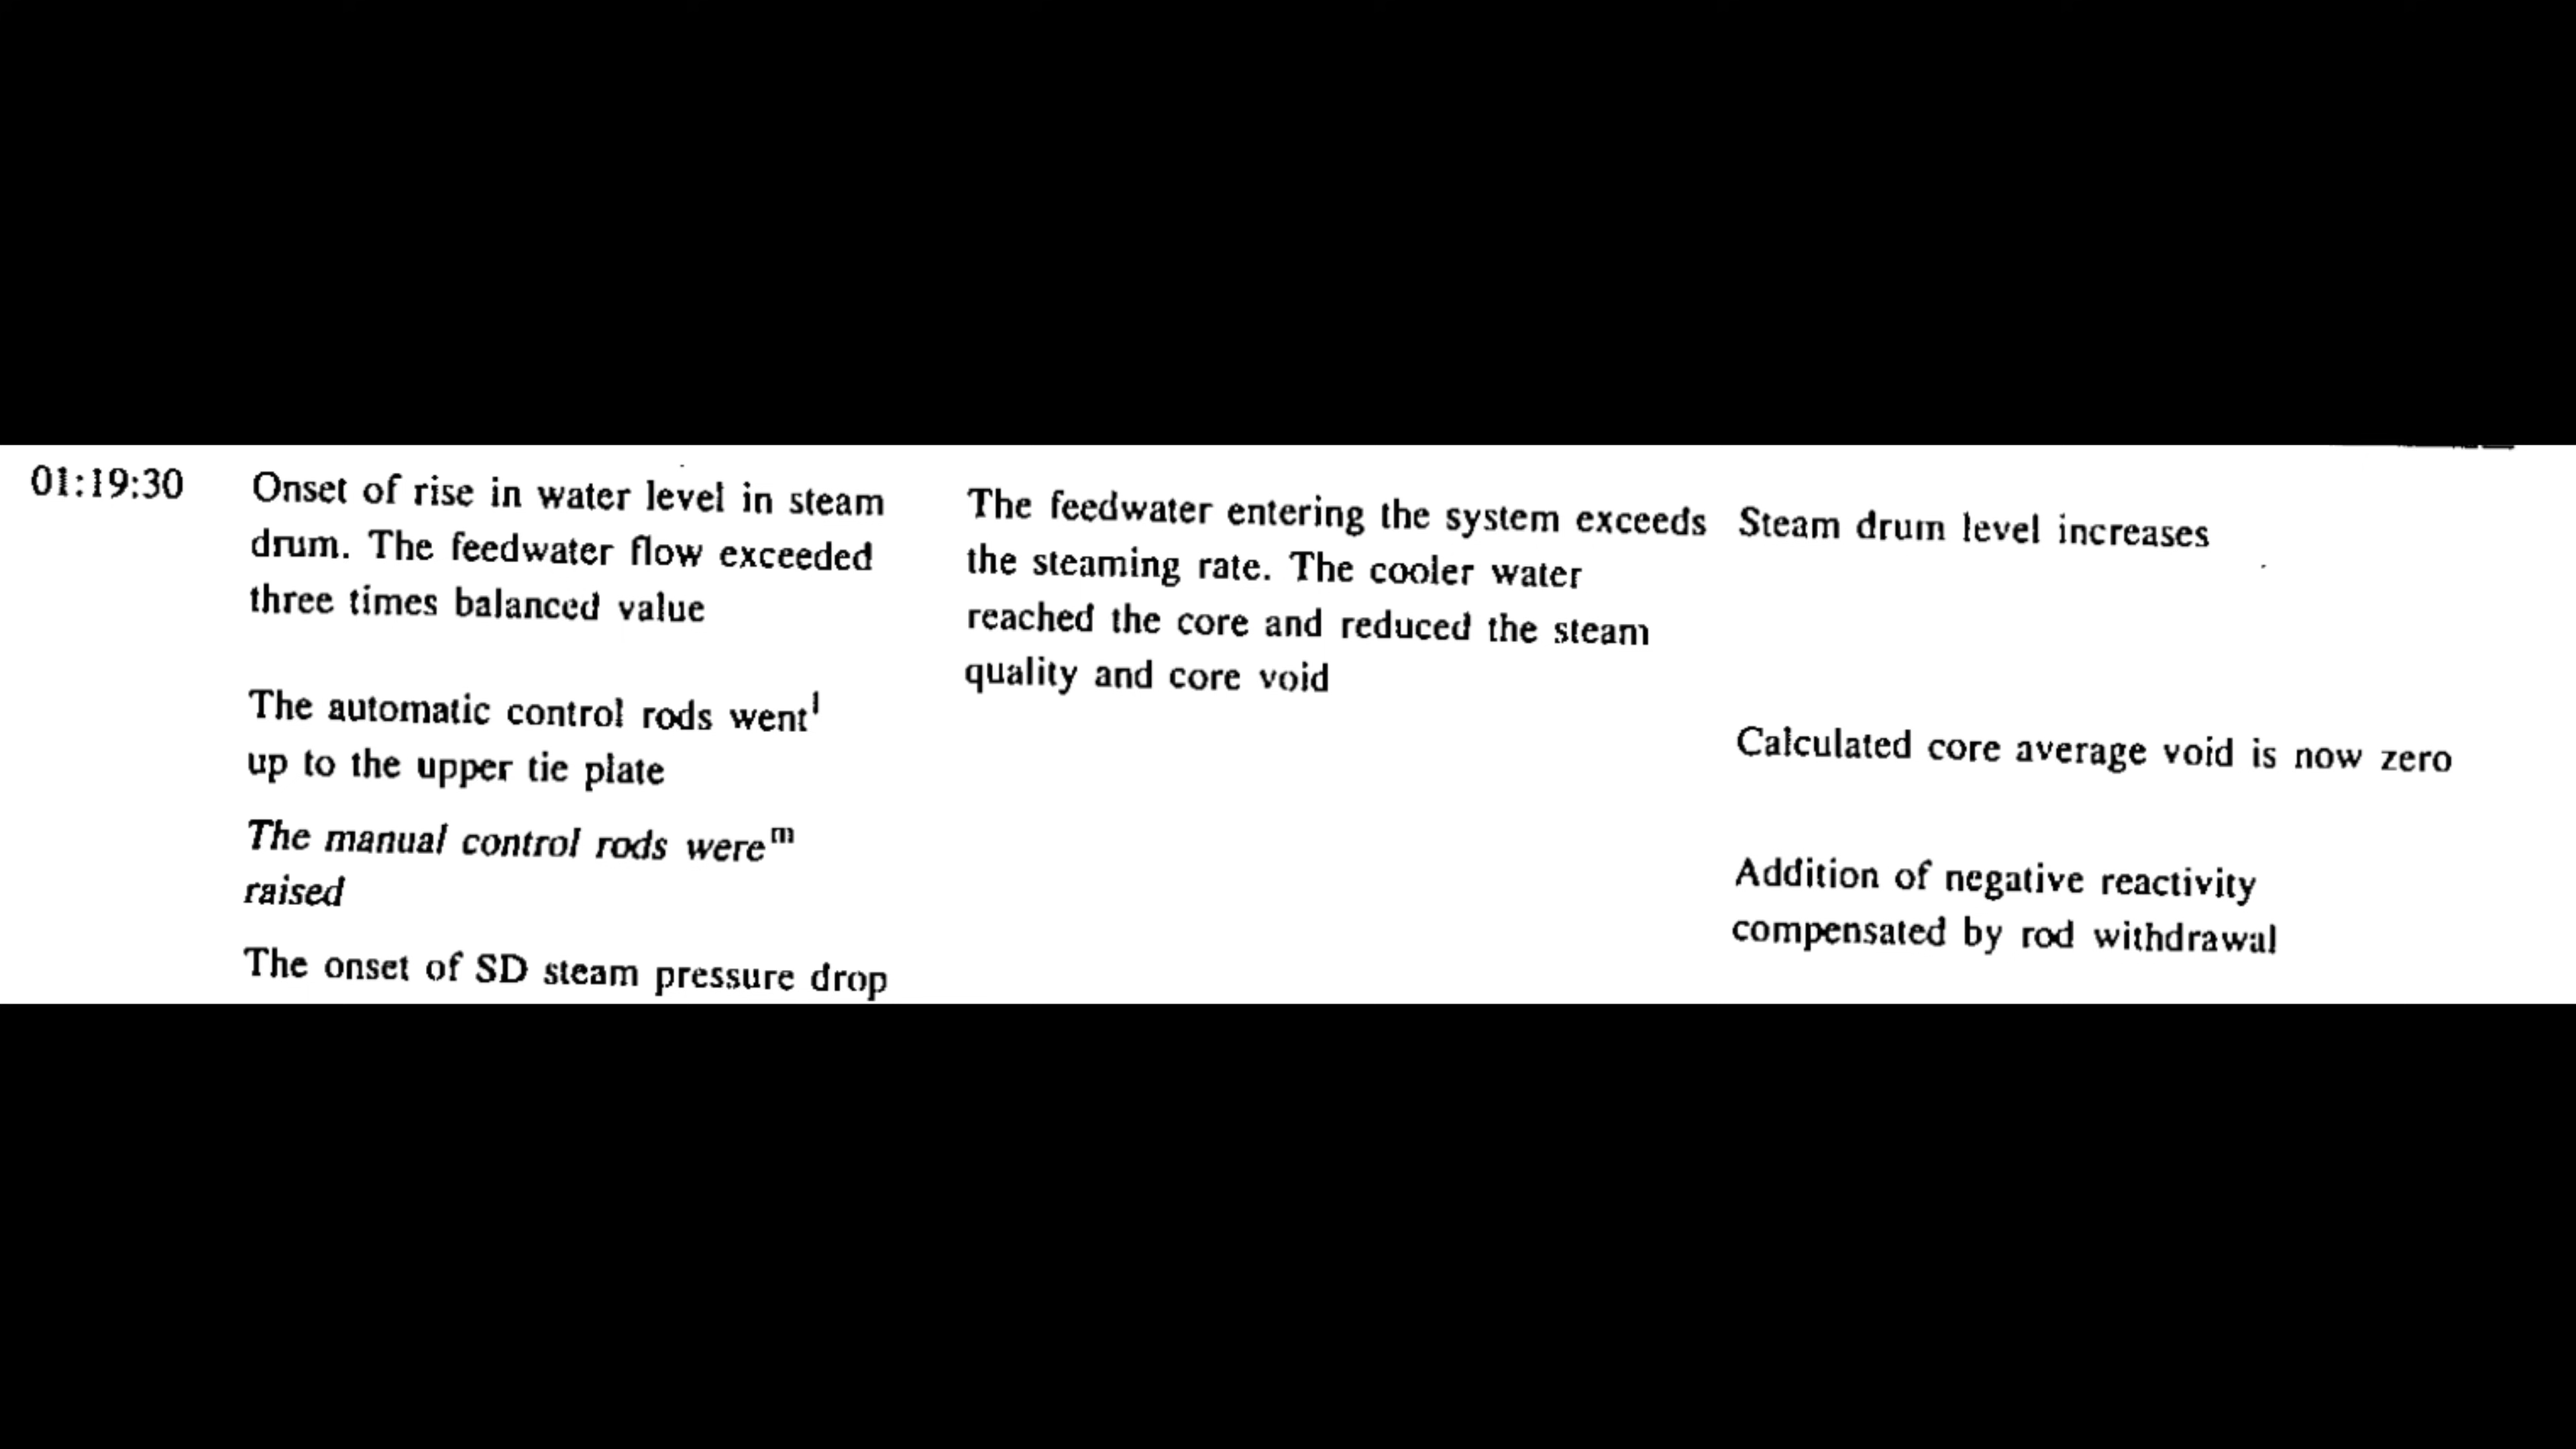 01:19:30
Onset of rise in water level in steam
drum. The feedwater flow exceeded
three times balanced value
The automatic control rods went¹
up to the upper tie plate
The manual control rods wereᵐ
raised
The onset of SD steam pressure drop
The feedwater entering the system exceeds
the steaming rate. The cooler water
reached the core and reduced the steam
quality and core void
Steam drum level increases
Calculated core average void is now zero
Addition of negative reactivity
compensated by rod withdrawal